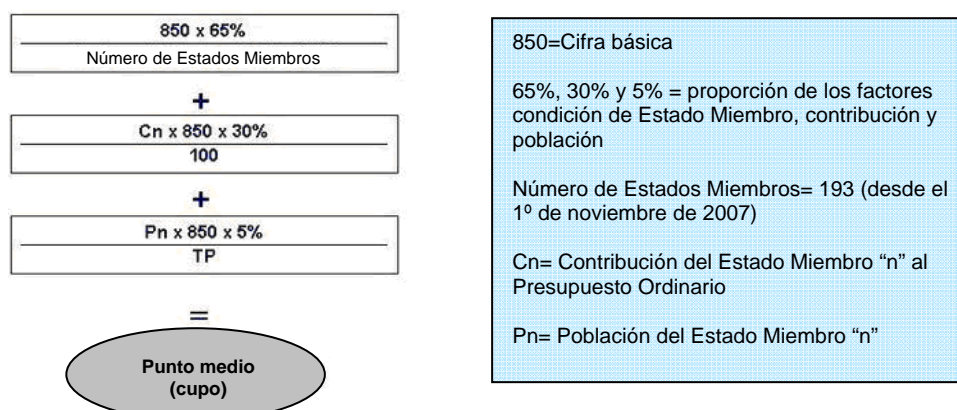 850 x 65%
Número de Estados Miembros
+
Cn x 850 x 30%
100
+
Pn x 850 x 5%
TP
=
Punto medio
(cupo)
850=Cifra básica
65%, 30% y 5% = proporción de los factores
condición de Estado Miembro, contribución y
población
Número de Estados Miembros= 193 (desde el
1º de noviembre de 2007)
Cn= Contribución del Estado Miembro “n” al
Presupuesto Ordinario
Pn= Población del Estado Miembro “n”